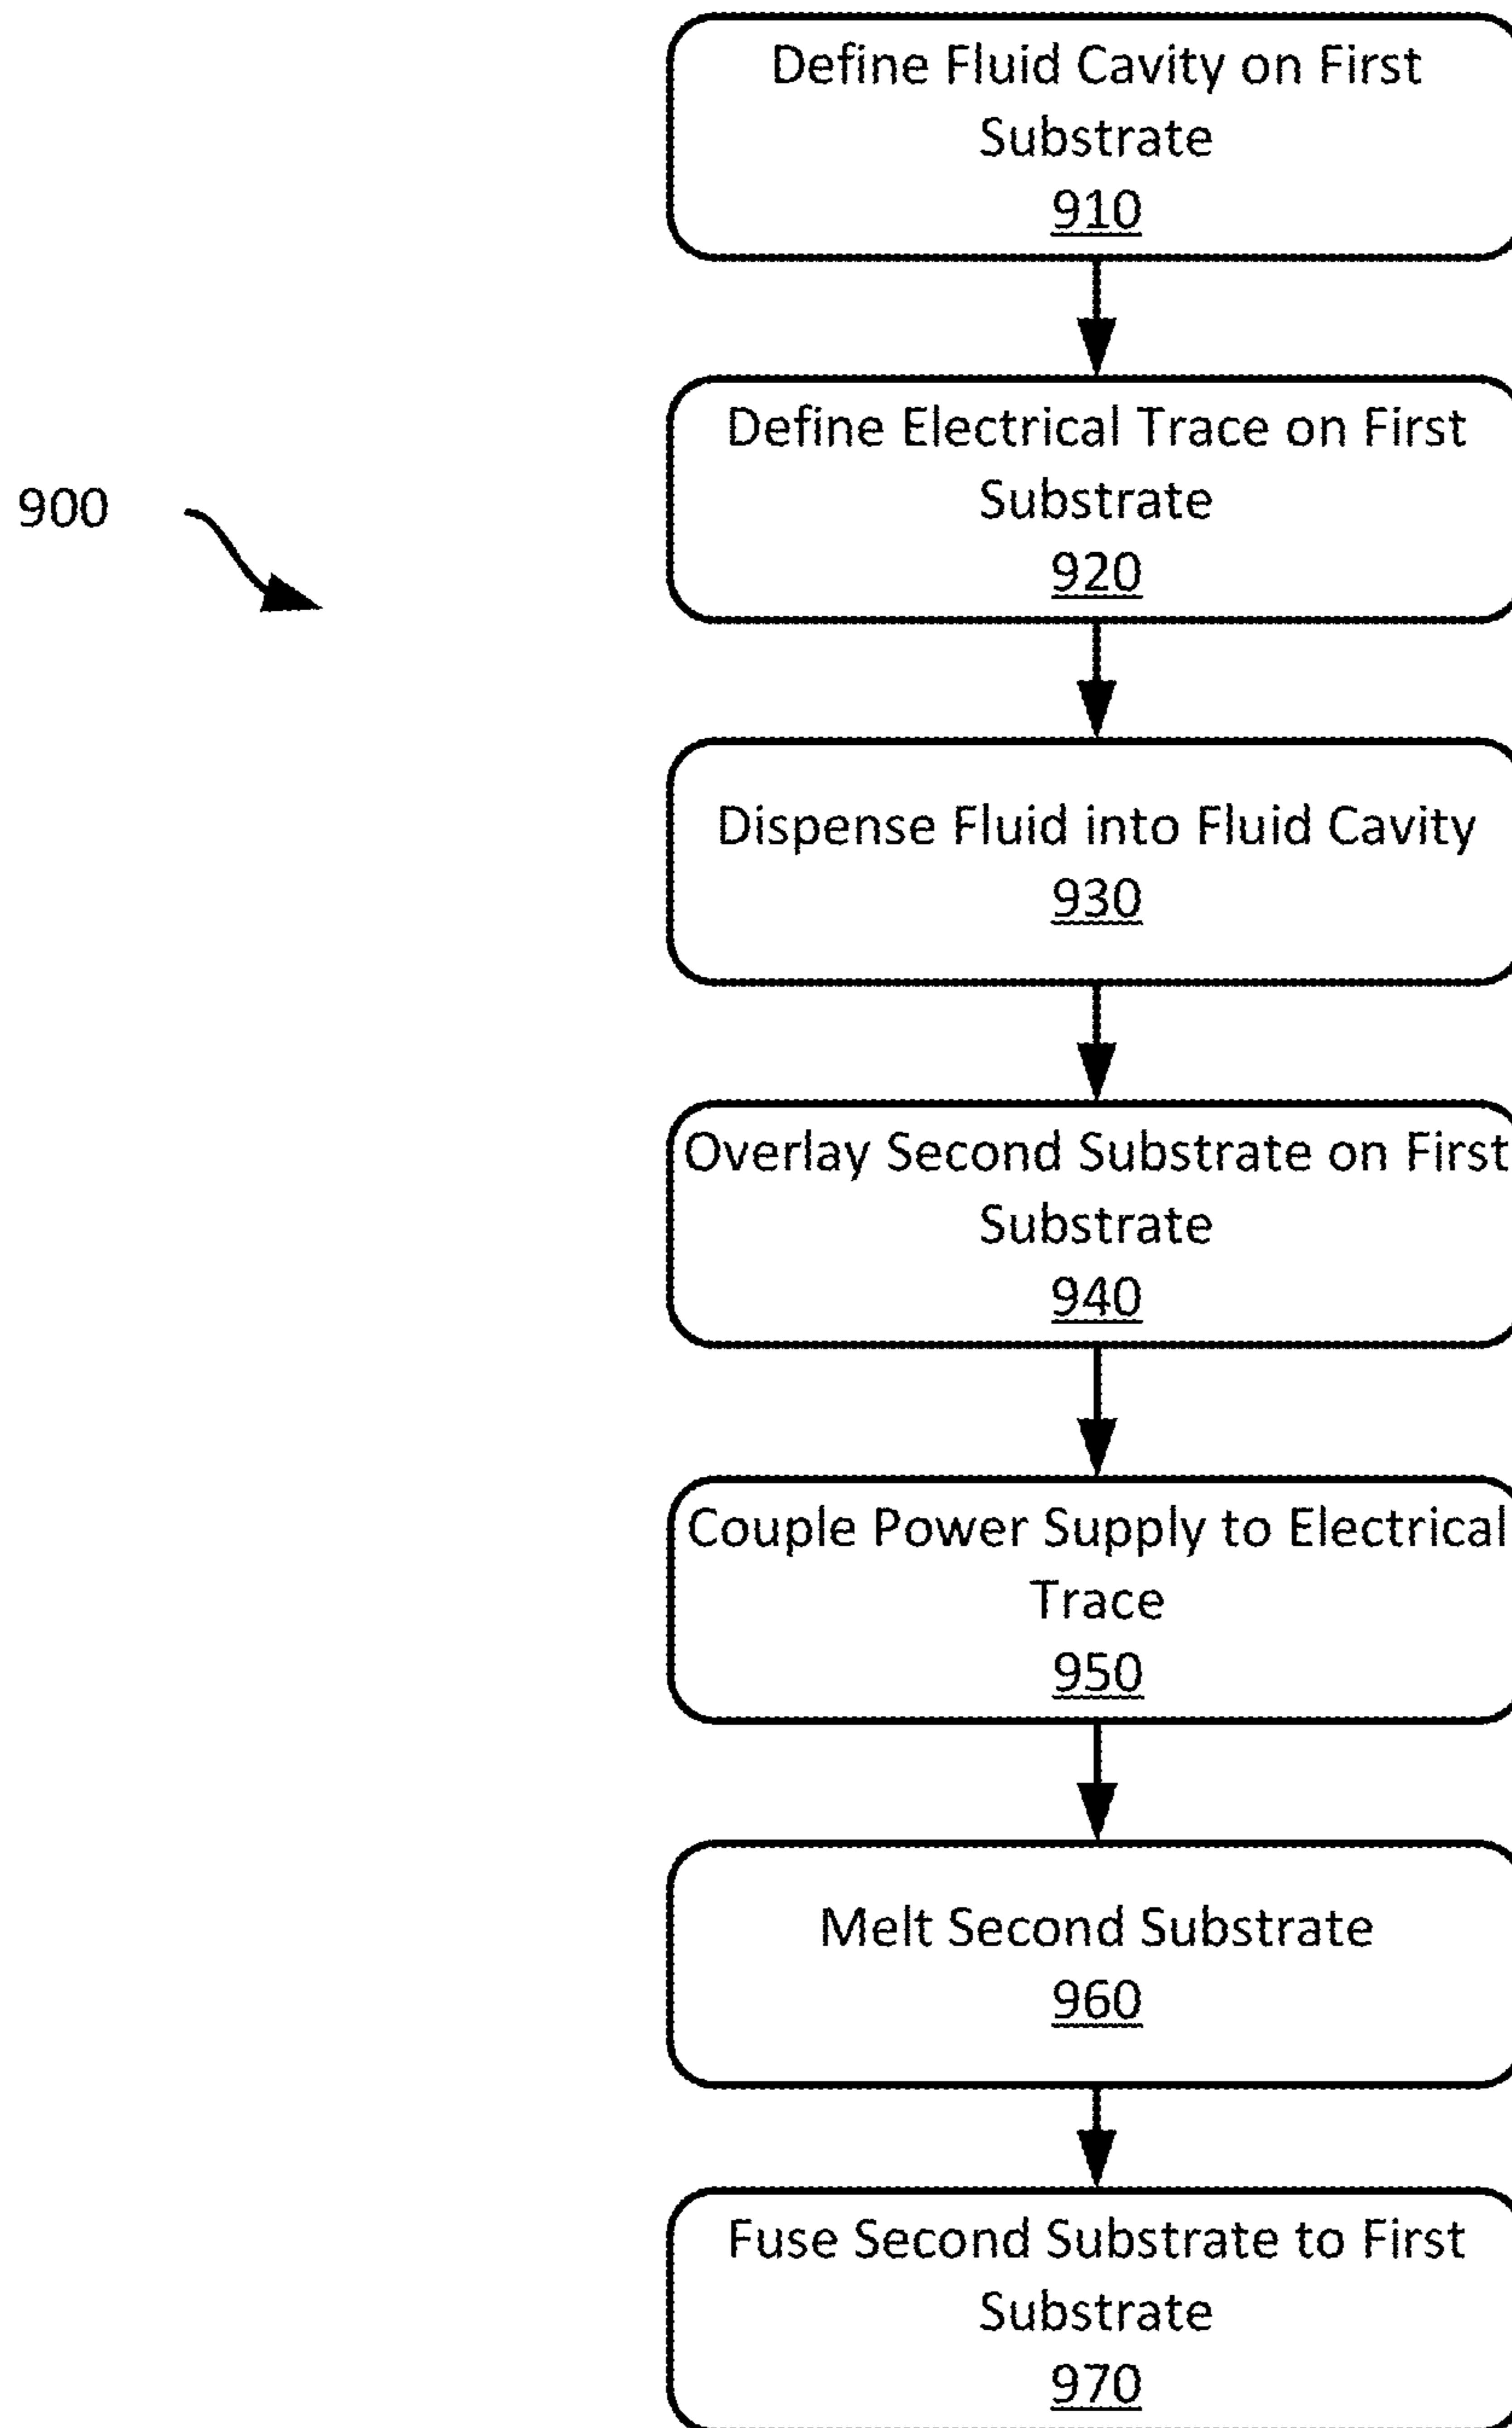 Define Fluid Cavity on First
Substrate
910
Define Electrical Trace on First
Substrate
920
900
Dispense Fluid into Fluid Cavity
930
Overlay Second Substrate on First
Substrate
940
Couple Power Supply to Electrical
Trace
950
Melt Second Substrate
960
Fuse Second Substrate to First
Substrate
970